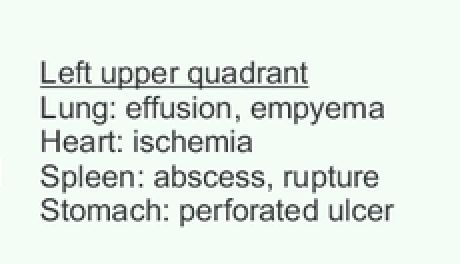 Left upper quadrant
Lung: effusion, empyema
Heart: ischemia
Spleen: abscess, rupture
Stomach: perforated ulcer